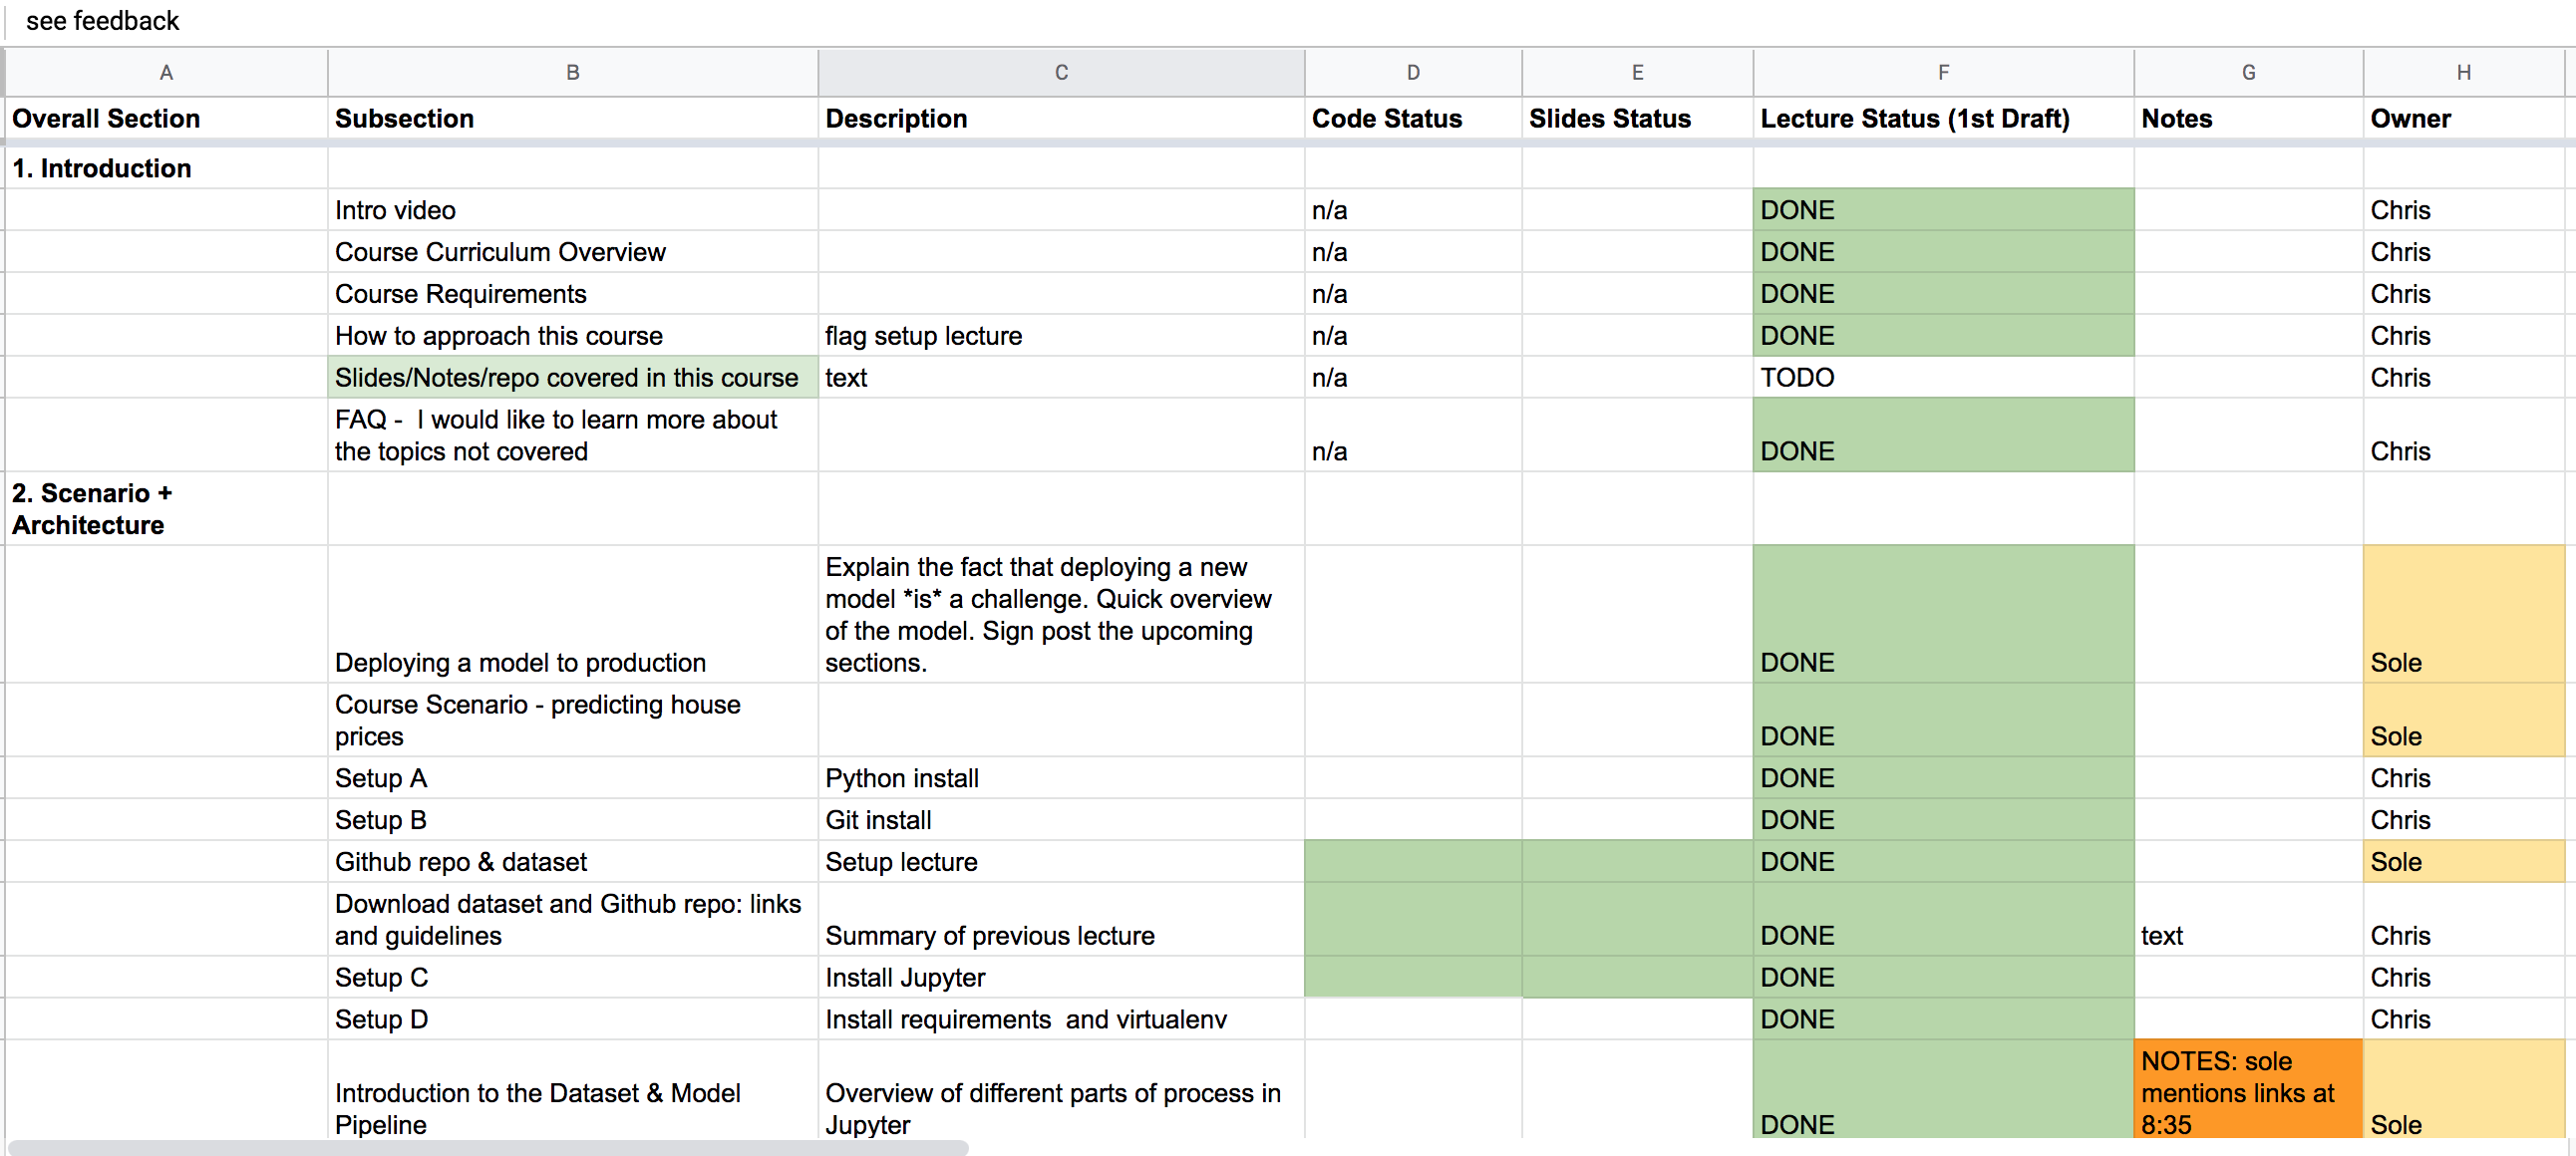 see feedback
A B C D E F G H
Overall Section Subsection Description Code Status Slides Status Lecture Status (1st Draft) Notes Owner
1. Introduction
Intro video n/a DONE Chris
Course Curriculum Overview n/a DONE Chris
Course Requirements n/a DONE Chris
How to approach this course flag setup lecture n/a DONE Chris
Slides/Notes/repo covered in this course text n/a TODO Chris
FAQ -  I would like to learn more about
the topics not covered n/a DONE Chris
2. Scenario +
Architecture
Explain the fact that deploying a new
model *is* a challenge. Quick overview
of the model. Sign post the upcoming
Deploying a model to production sections. DONE Sole
Course Scenario - predicting house
prices DONE Sole
Setup A Python install DONE Chris
Setup B Git install DONE Chris
Github repo & dataset Setup lecture DONE Sole
Download dataset and Github repo: links
and guidelines Summary of previous lecture DONE text Chris
Setup C Install Jupyter DONE Chris
Setup D Install requirements  and virtualenv DONE Chris
NOTES: sole
Introduction to the Dataset & Model Overview of different parts of process in mentions links at
Pipeline Jupyter DONE 8:35 Sole